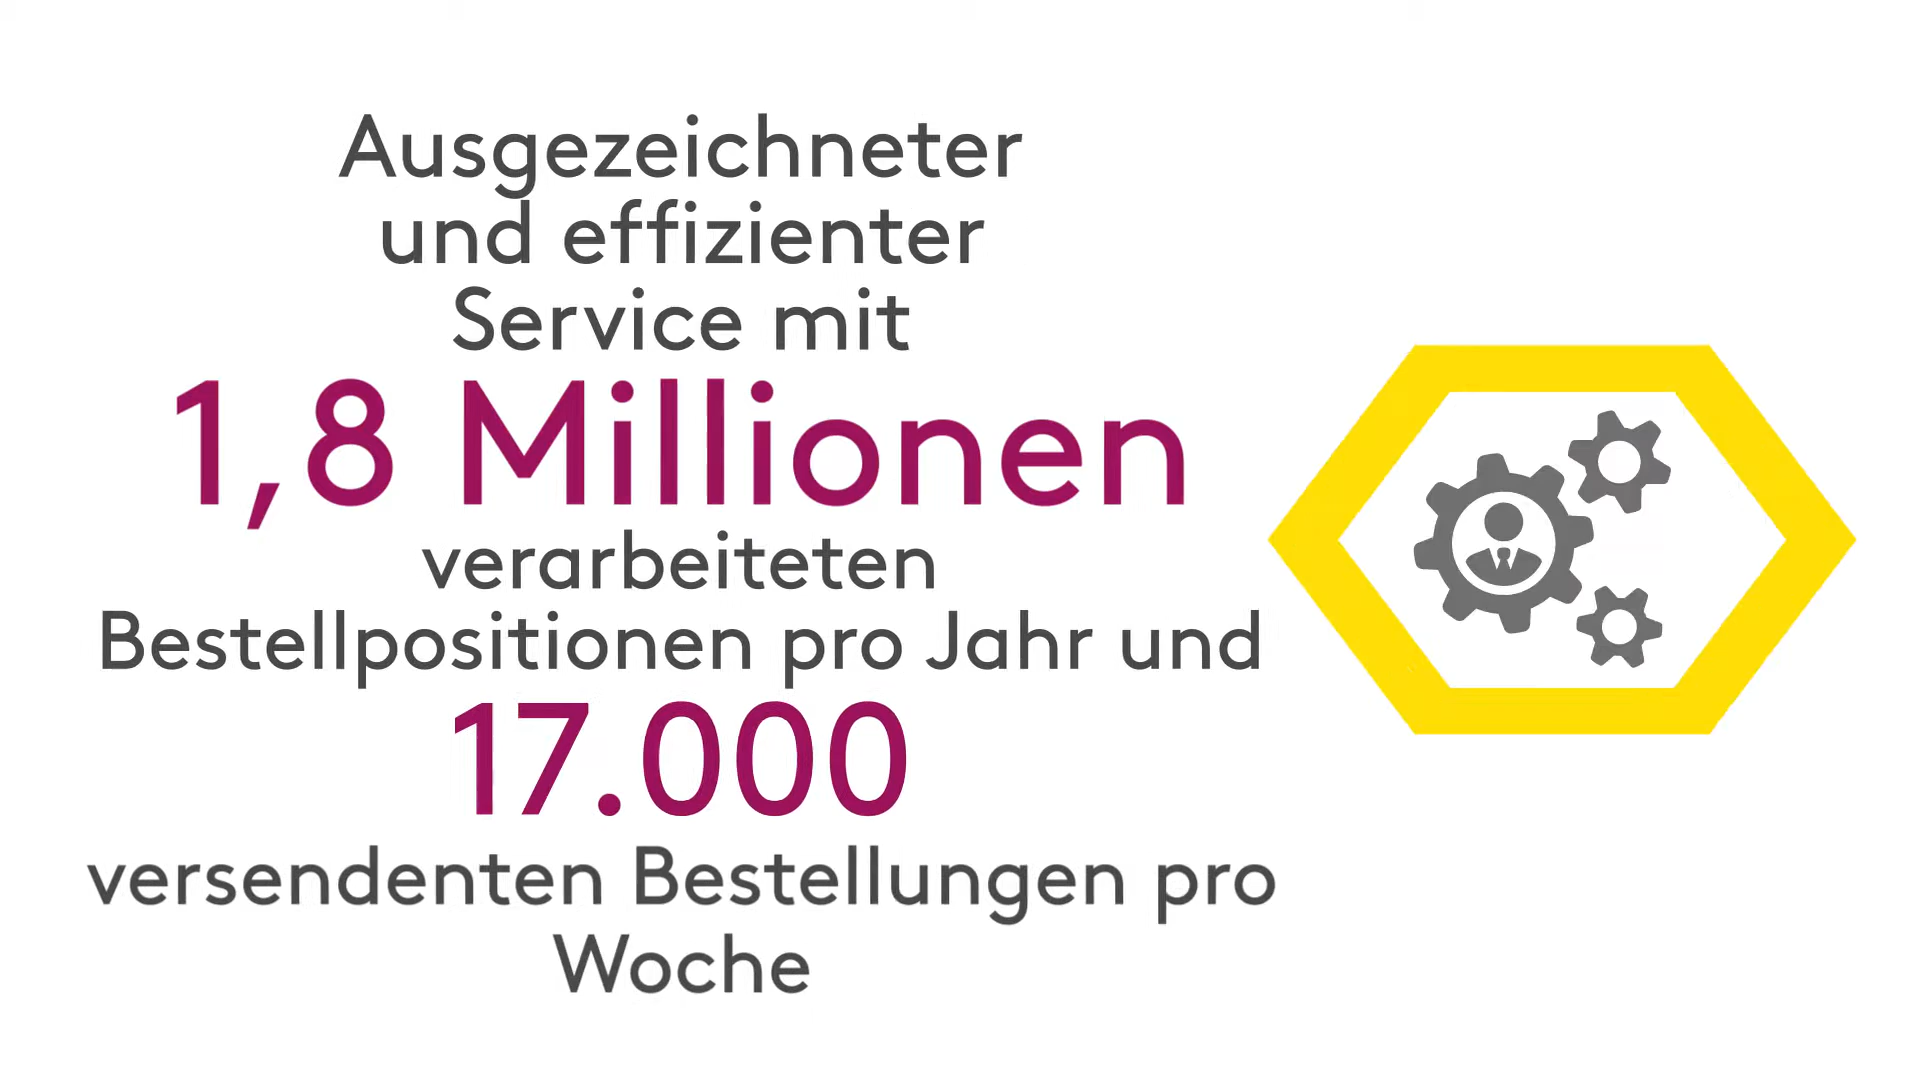 Ausgezeichneter
und effizienter
Service mit
1,8 Millionen
verarbeiteten
Bestellpositionen pro Jahr und
17.000
versendenten Bestellungen pro
Woche